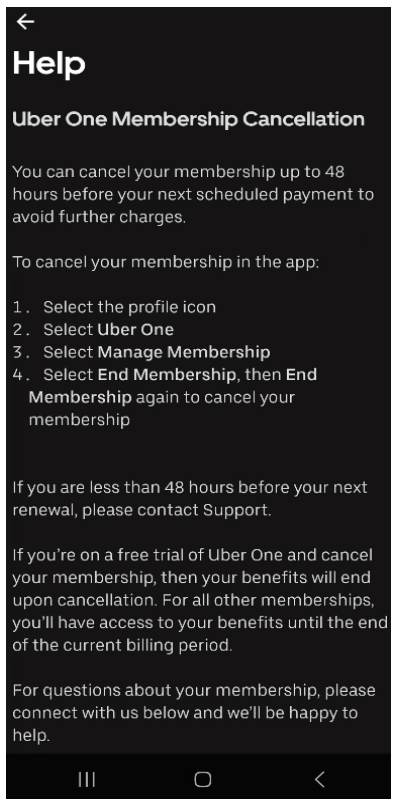 Help
Uber One Membership Cancellation
You can cancel your membership up to 48
hours before your next scheduled payment to
avoid further charges.
To cancel your membership in the app:
1. Select the profile icon
2. Select Uber One
3. Select Manage Membership
4. Select End Membership, then End
Membership again to cancel your
membership
If you are less than 48 hours before your next
renewal, please contact Support.
If you're on a free trial of Uber One and cancel
your membership, then your benefits will end
upon cancellation. For all other memberships,
you'll have access to your benefits until the end
of the current billing period.
For questions about your membership, please
connect with us below and we'll be happy to
help.